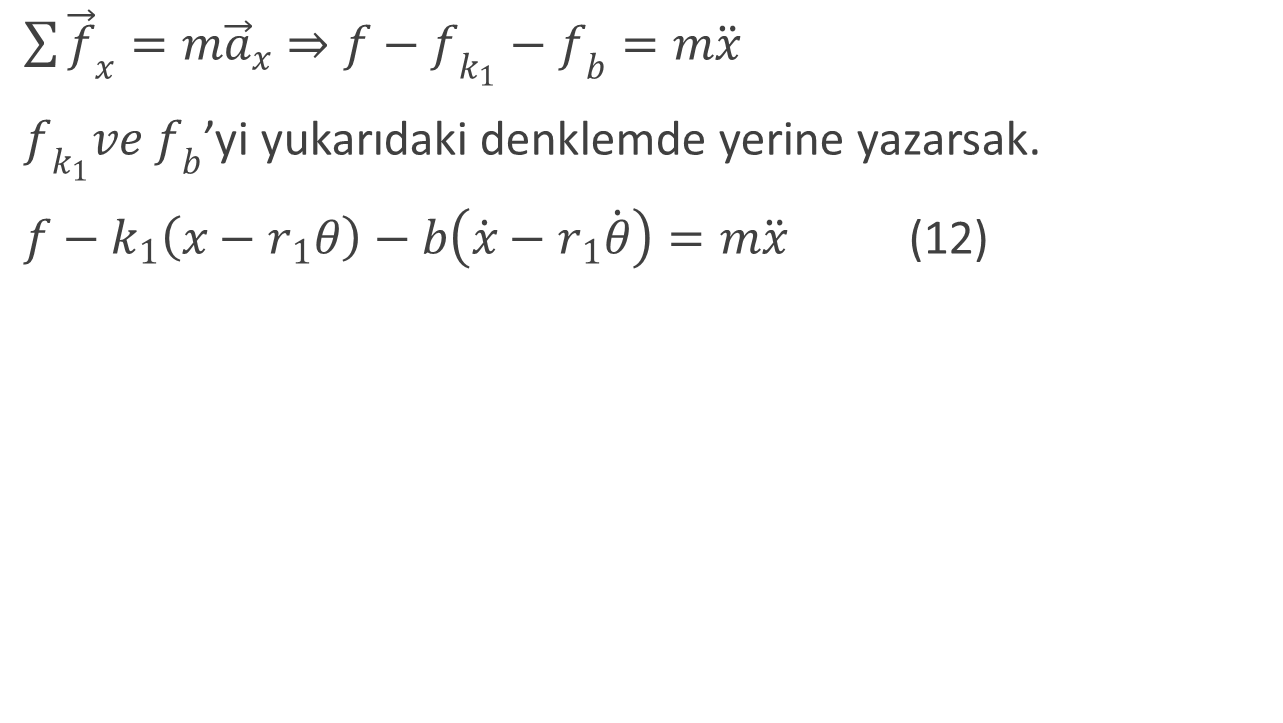 ∑f⃗ₓ = ma⃗ₓ ⇒ f − f_{k₁} − f_b = mẍ
f_{k₁} ve f_b’yi yukarıdaki denklemde yerine yazarsak.
f − k₁(x − r₁θ) − b(ẋ − r₁θ̇) = mẍ (12)